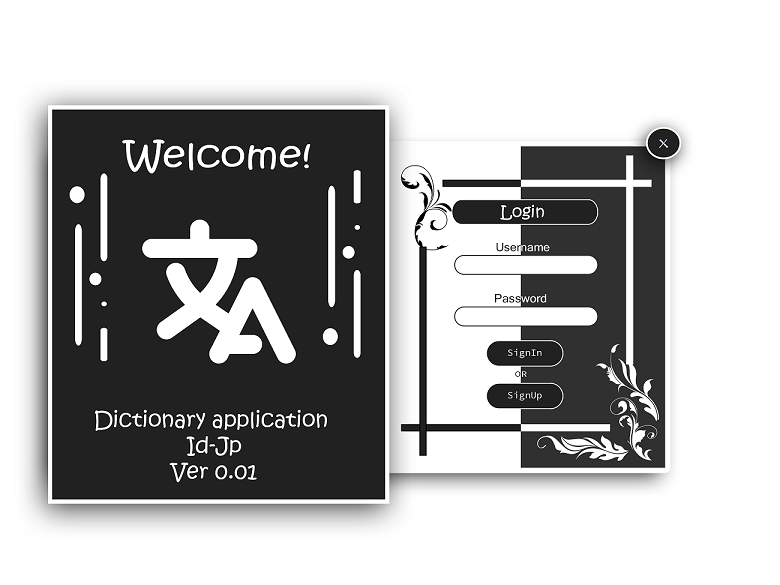 Welcome!
文A
Dictionary application
Id-Jp
Ver 0.01
x
Login
Username
Password
SignIn
OR
SignUp